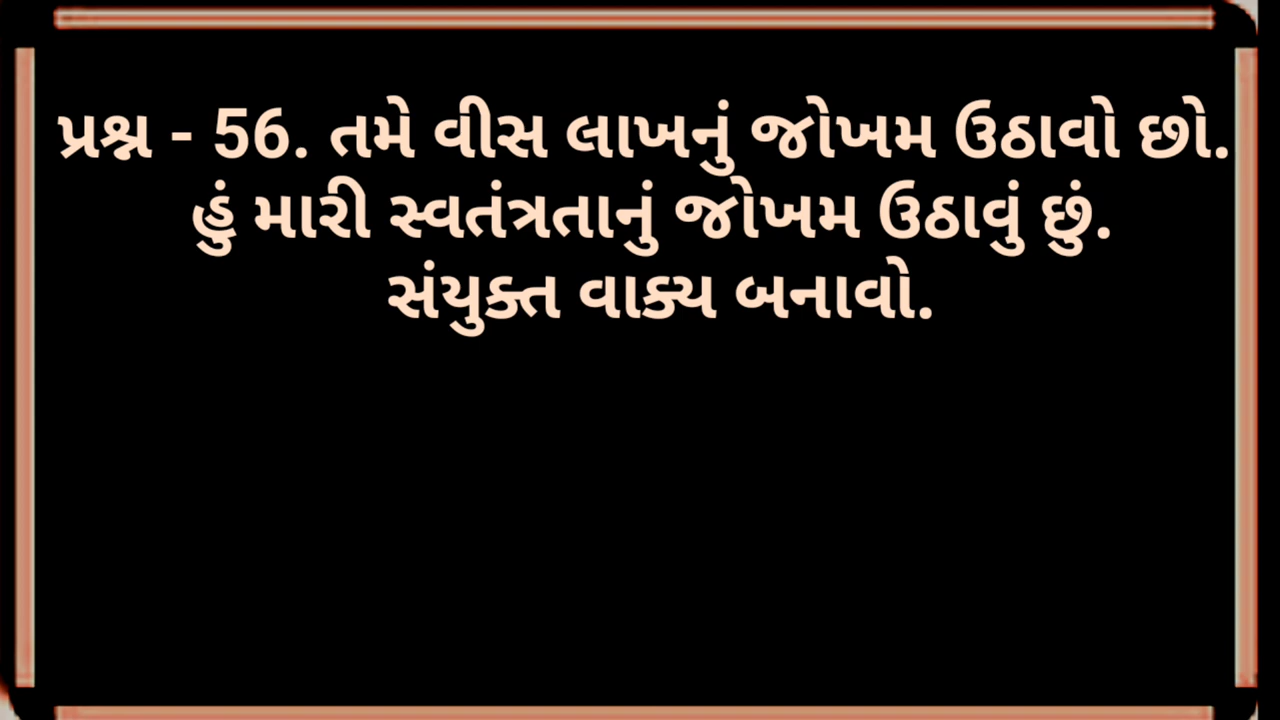 પ્રશ્ન - 56. તમે વીસ લાખનું જોખમ ઉઠાવો છો.
હું મારી સ્વતંત્રતાનું જોખમ ઉઠાવું છું.
સંયુક્ત વાક્ય બનાવો.